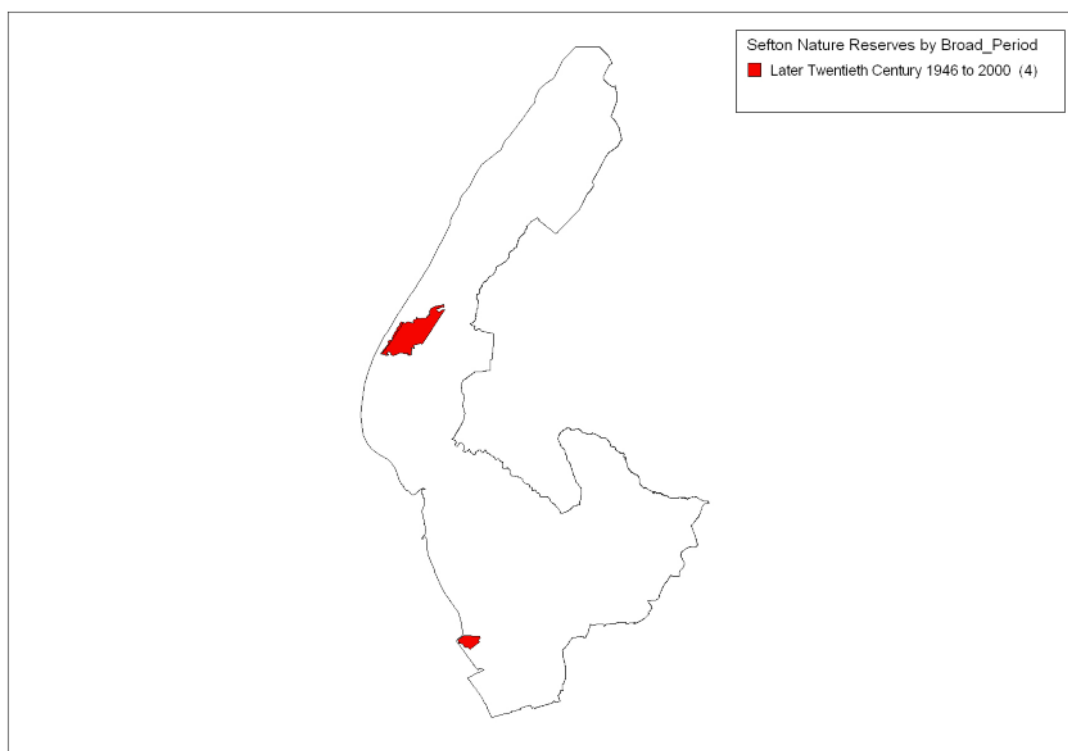 Sefton Nature Reserves by Broad_Period
Later Twentieth Century 1946 to 2000 (4)